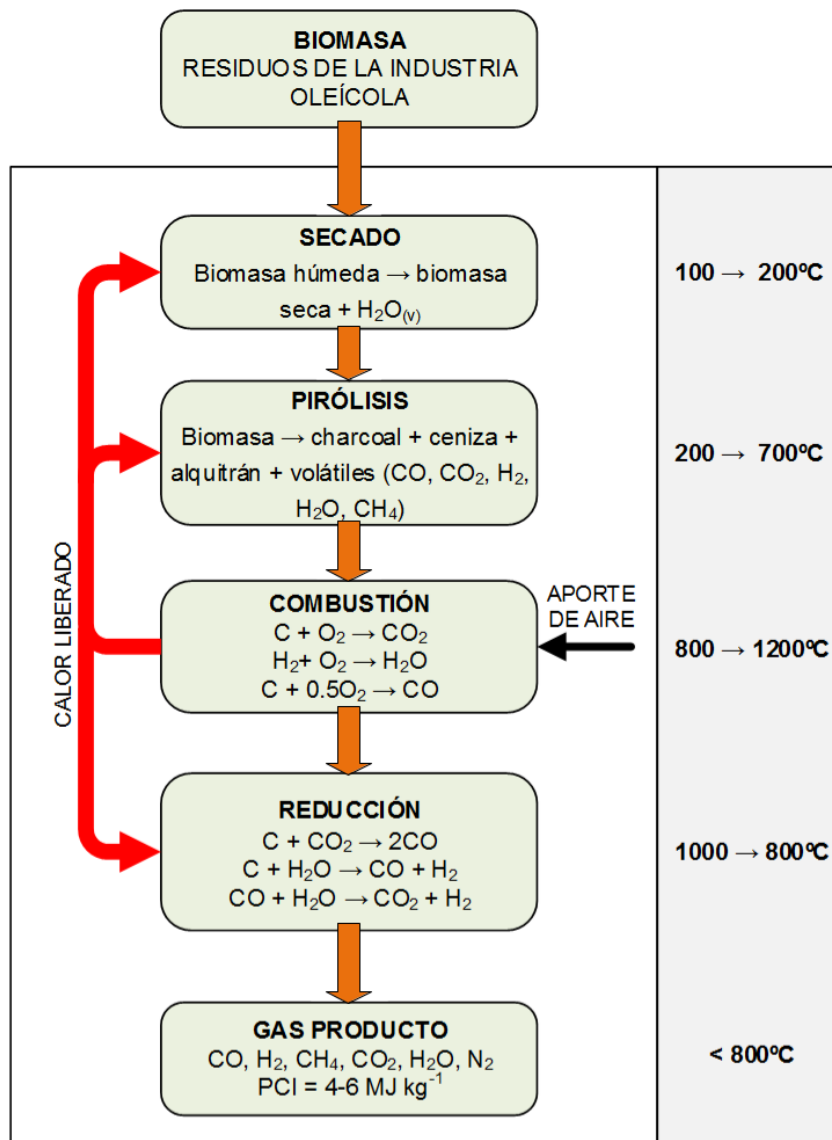 BIOMASA
RESIDUOS DE LA INDUSTRIA
OLEÍCOLA
SECADO
Biomasa húmeda → biomasa
seca + H₂O₍ᵥ₎
100 → 200ºC
PIRÓLISIS
Biomasa → charcoal + ceniza +
alquitrán + volátiles (CO, CO₂, H₂,
H₂O, CH₄)
200 → 700ºC
CALOR LIBERADO
COMBUSTIÓN
C + O₂ → CO₂
H₂+ O₂ → H₂O
C + 0.5O₂ → CO
APORTE
DE AIRE
800 → 1200ºC
REDUCCIÓN
C + CO₂ → 2CO
C + H₂O → CO + H₂
CO + H₂O → CO₂ + H₂
1000 → 800ºC
GAS PRODUCTO
CO, H₂, CH₄, CO₂, H₂O, N₂
PCI = 4-6 MJ kg⁻¹
< 800ºC